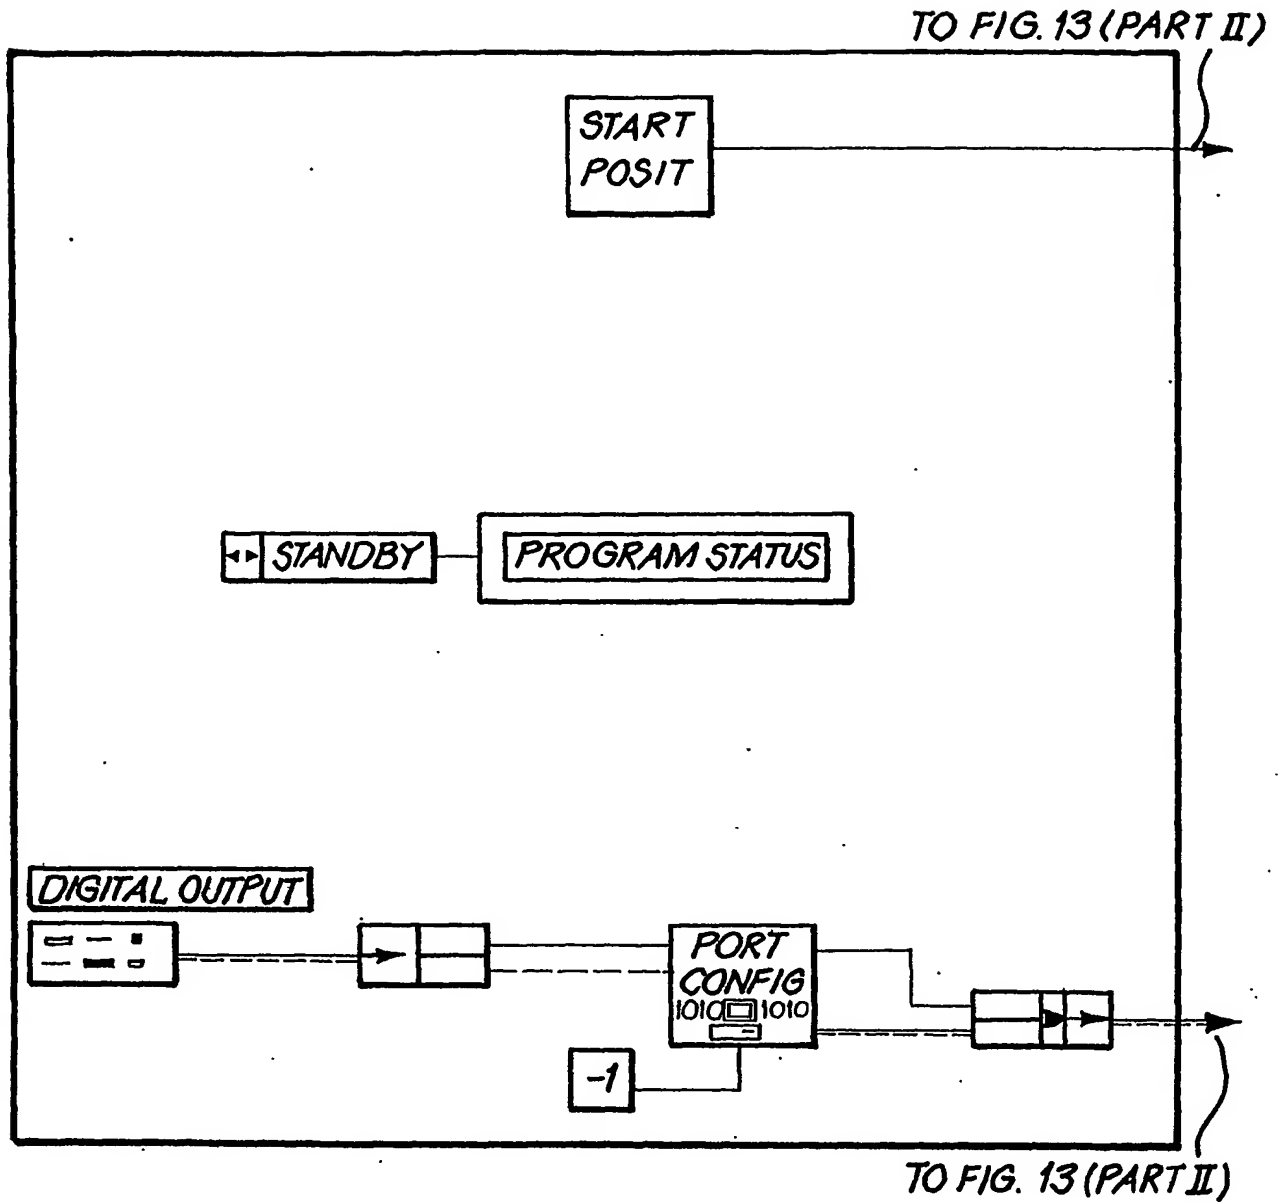 TO FIG. 13 (PART II)
START
POSIT
STANDBY
PROGRAM STATUS
DIGITAL OUTPUT
PORT
CONFIG
1010 1010
-1
TO FIG. 13 (PART II)